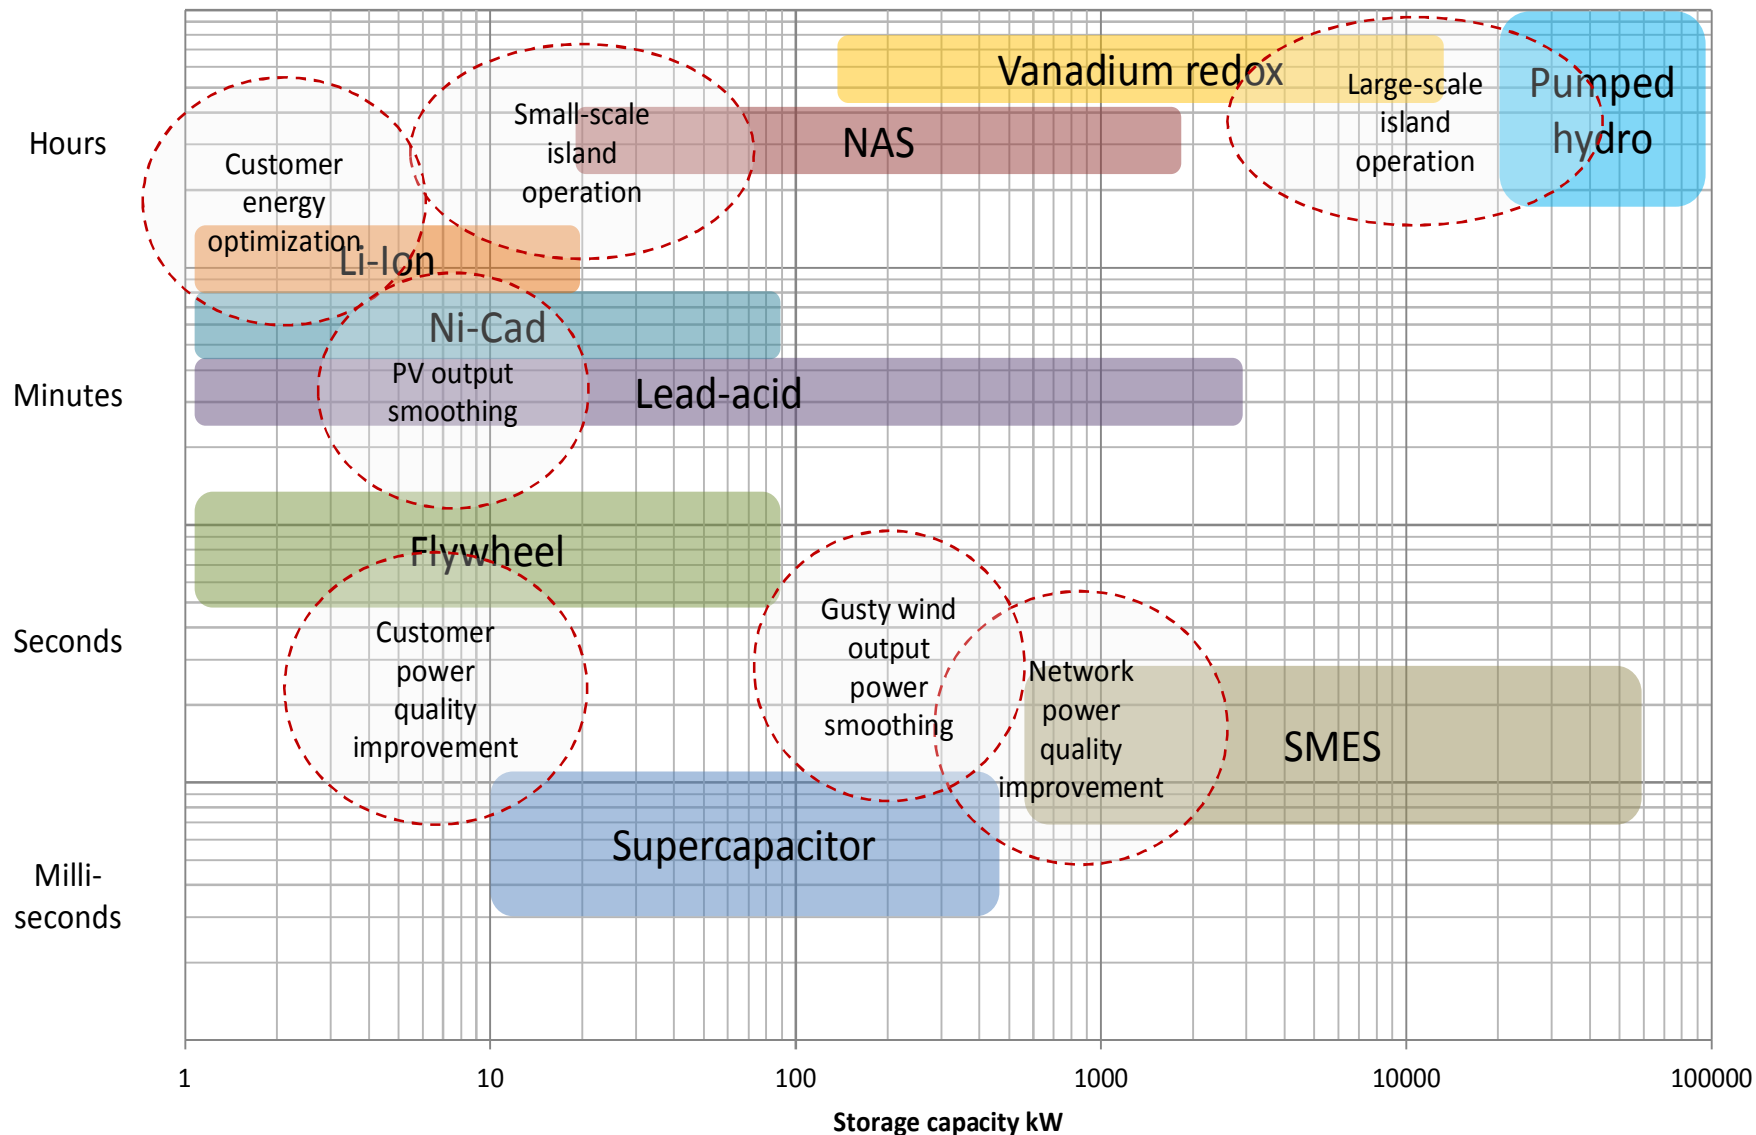 Hours
Minutes
Seconds
Milli-
seconds
Vanadium redox
Pumped
hydro
Large-scale
island
operation
Small-scale
island
operation
NAS
Customer
energy
optimization
Li-Ion
Ni-Cad
PV output
smoothing
Lead-acid
Flywheel
Customer
power
quality
improvement
Gusty wind
output
power
smoothing
Network
power
quality
improvement
SMES
Supercapacitor
1 10 100 1000 10000 100000
Storage capacity kW